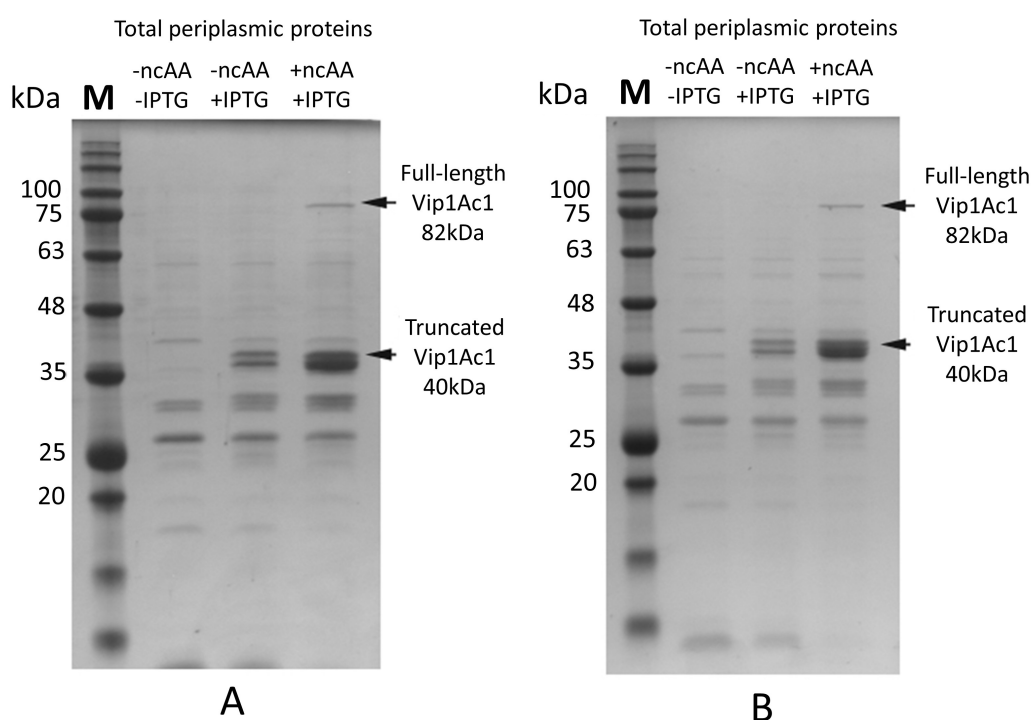 Total periplasmic proteins
-ncAA -ncAA +ncAA
kDa M -IPTG +IPTG +IPTG
100
75
63
48
35
25
20
Full-length
Vip1Ac1
82kDa
Truncated
Vip1Ac1
40kDa
A
Total periplasmic proteins
-ncAA -ncAA +ncAA
kDa M -IPTG +IPTG +IPTG
100
75
63
48
35
25
20
Full-length
Vip1Ac1
82kDa
Truncated
Vip1Ac1
40kDa
B